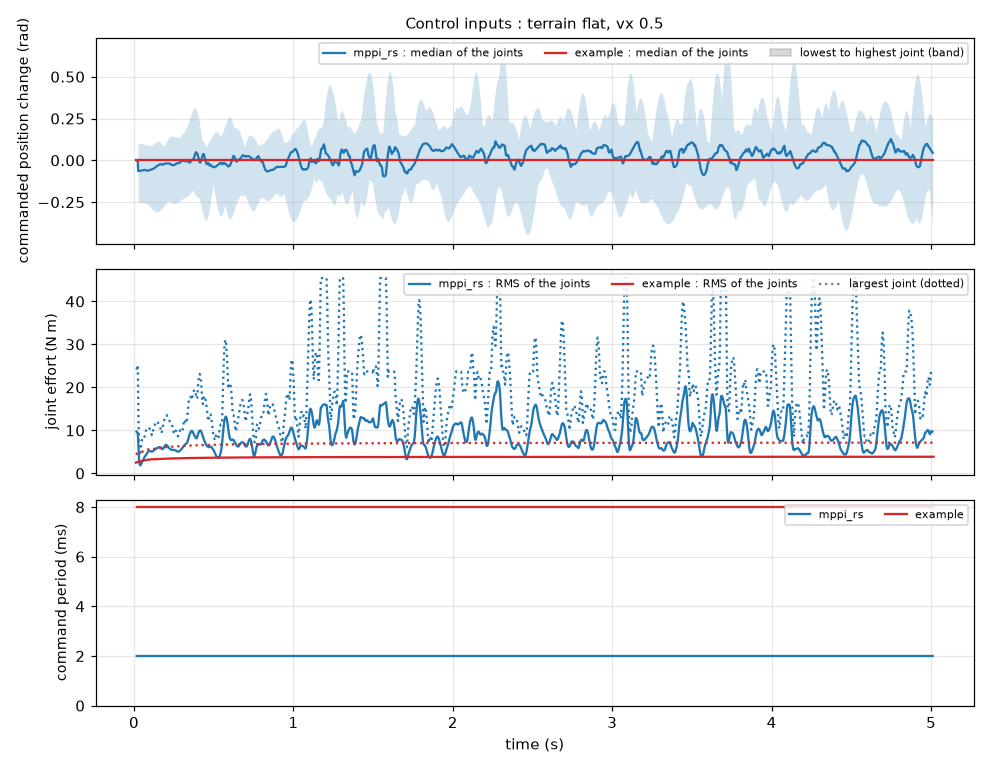 Control inputs : terrain flat, vx 0.5
commanded position change (rad)
0.50
0.25
0.00
−0.25
mppi_rs : median of the joints
example : median of the joints
lowest to highest joint (band)
joint effort (N m)
40
30
20
10
0
mppi_rs : RMS of the joints
example : RMS of the joints
largest joint (dotted)
command period (ms)
8
6
4
2
0
mppi_rs
example
0 1 2 3 4 5
time (s)